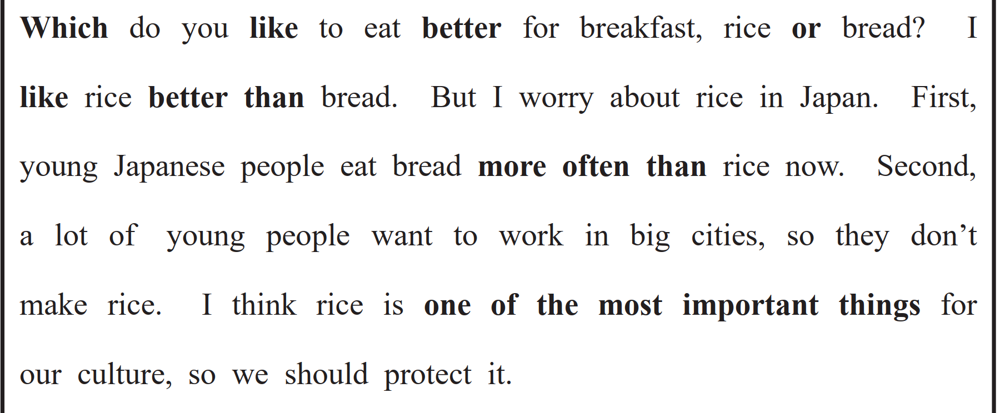 Which do you like to eat better for breakfast, rice or bread? I
like rice better than bread. But I worry about rice in Japan. First,
young Japanese people eat bread more often than rice now. Second,
a lot of young people want to work in big cities, so they don’t
make rice. I think rice is one of the most important things for
our culture, so we should protect it.